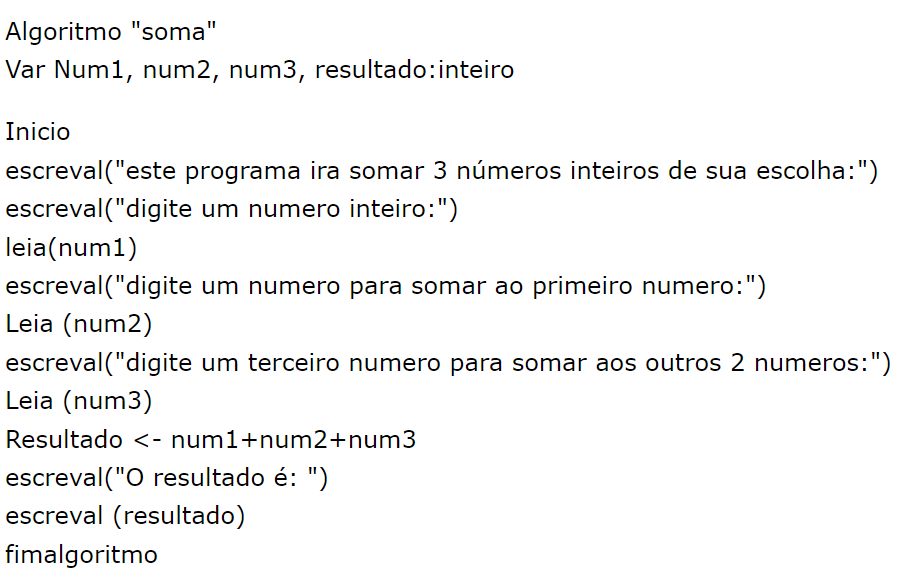 Algoritmo "soma"
Var Num1, num2, num3, resultado:inteiro
Inicio
escreval("este programa ira somar 3 números inteiros de sua escolha:")
escreval("digite um numero inteiro:")
leia(num1)
escreval("digite um numero para somar ao primeiro numero:")
Leia (num2)
escreval("digite um terceiro numero para somar aos outros 2 numeros:")
Leia (num3)
Resultado <- num1+num2+num3
escreval("O resultado é: ")
escreval (resultado)
fimalgoritmo